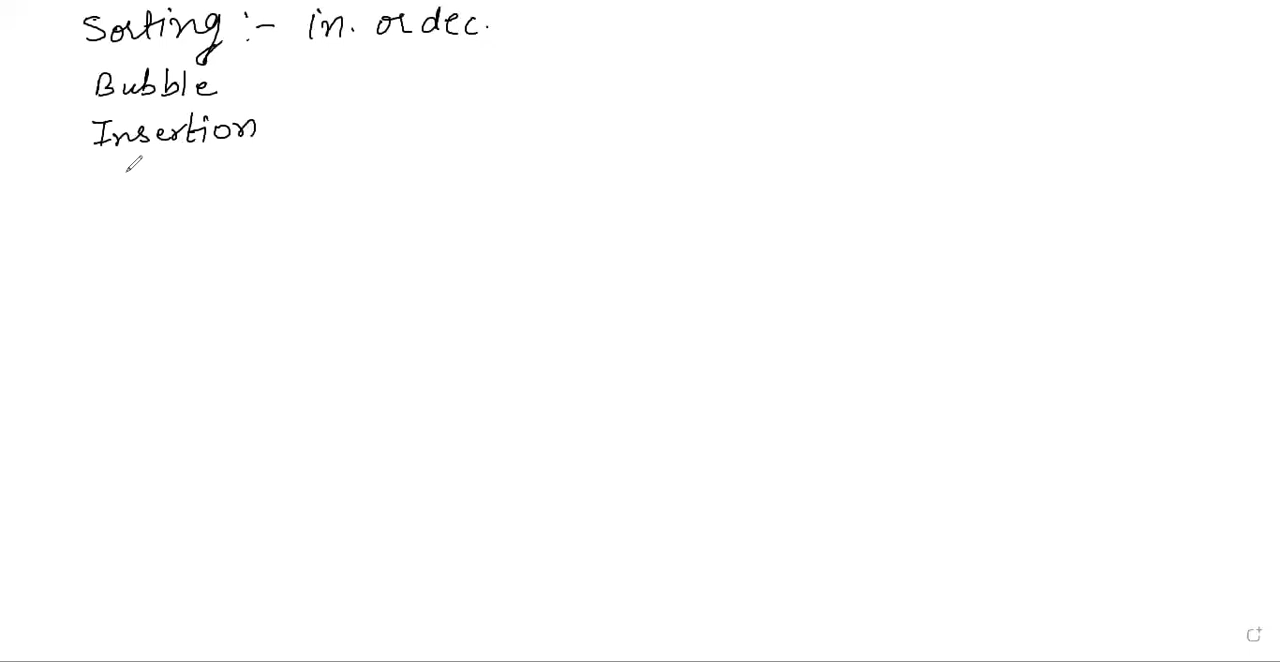 Sorting :- in. or dec.
Bubble
Insertion